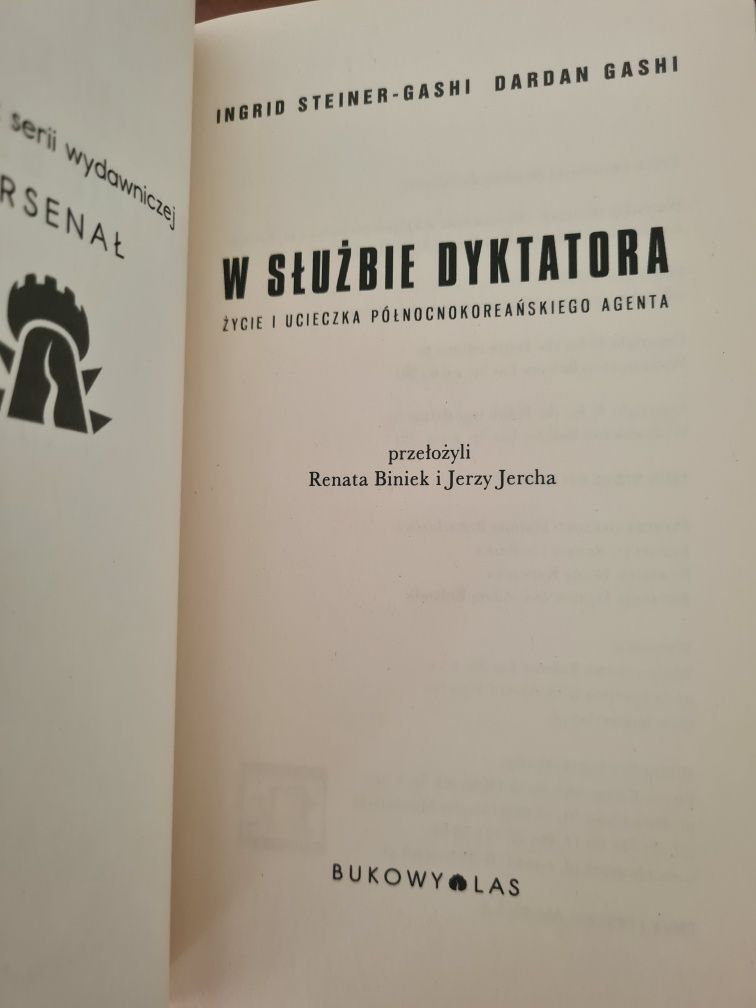 serii wydawniczej
INGRID STEINER-GASHI DARDAN GASHI
W SŁUŻBIE DYKTATORA
ŻYCIE I UCIECZKA PÓŁNOCNOKOREAŃSKIEGO AGENTA
przełożyli
Renata Biniek i Jerzy Jercha
BUKOWY LAS